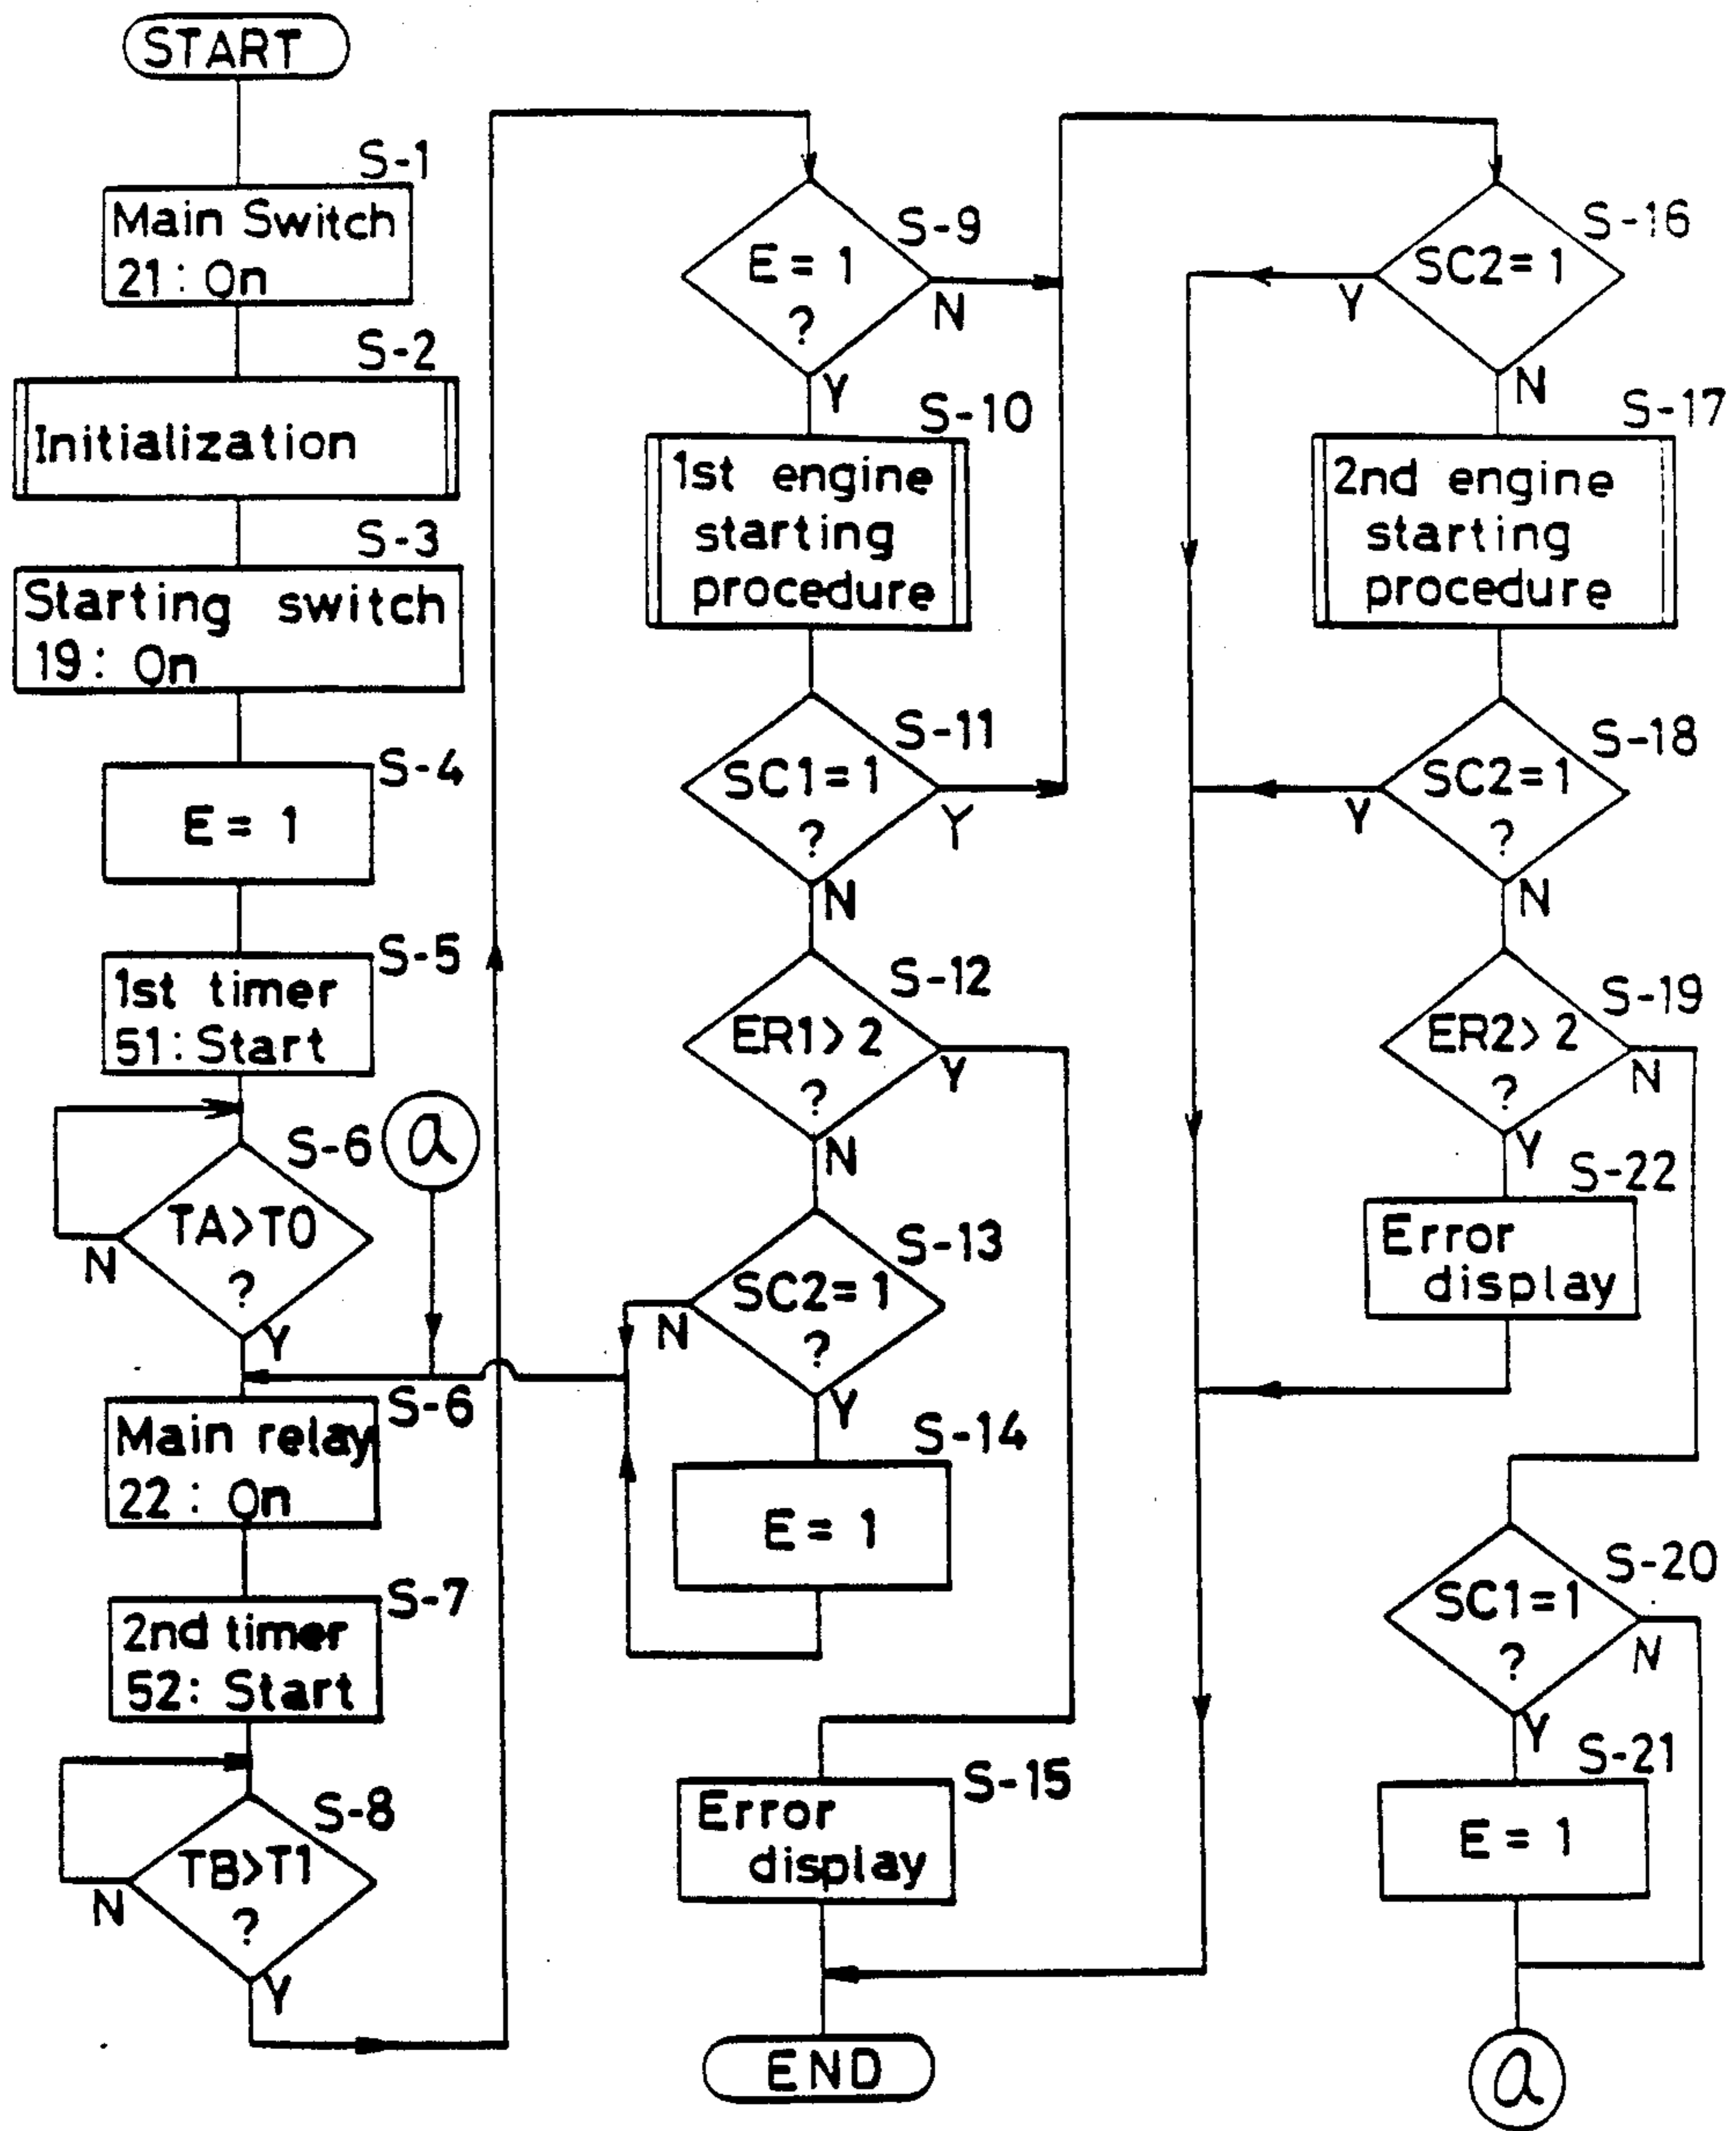 START
S-1
Main Switch
21: On
S-2
Initialization
S-3
Starting switch
19: On
S-4
E = 1
S-5
1st timer
51: Start
S-6
TA>T0
?
N
Y
a
S-6
Main relay
22: On
S-7
2nd timer
52: Start
S-8
TB>T1
?
N
Y
S-9
E = 1
?
N
Y
S-10
1st engine
starting
procedure
S-11
SC1=1
?
Y
N
S-12
ER1>2
?
Y
N
S-13
SC2=1
?
N
Y
S-14
E = 1
S-15
Error
display
END
S-16
SC2=1
Y
N
S-17
2nd engine
starting
procedure
S-18
SC2=1
?
Y
N
S-19
ER2>2
?
N
Y
S-22
Error
display
S-20
SC1=1
?
N
Y
S-21
E = 1
a